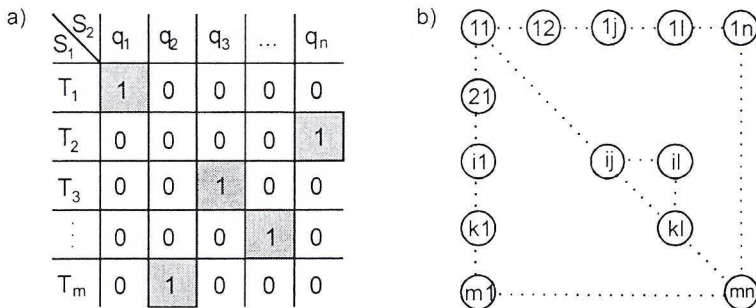 a)
S₂ q₁ q₂ q₃ ... qₙ
S₁
T₁ 1 0 0 0 0
T₂ 0 0 0 0 1
T₃ 0 0 1 0 0
⋮ 0 0 0 1 0
Tₘ 0 1 0 0 0
b)
11 12 1j 1l 1n
21
i1 ij il
k1 kl
m1 mn